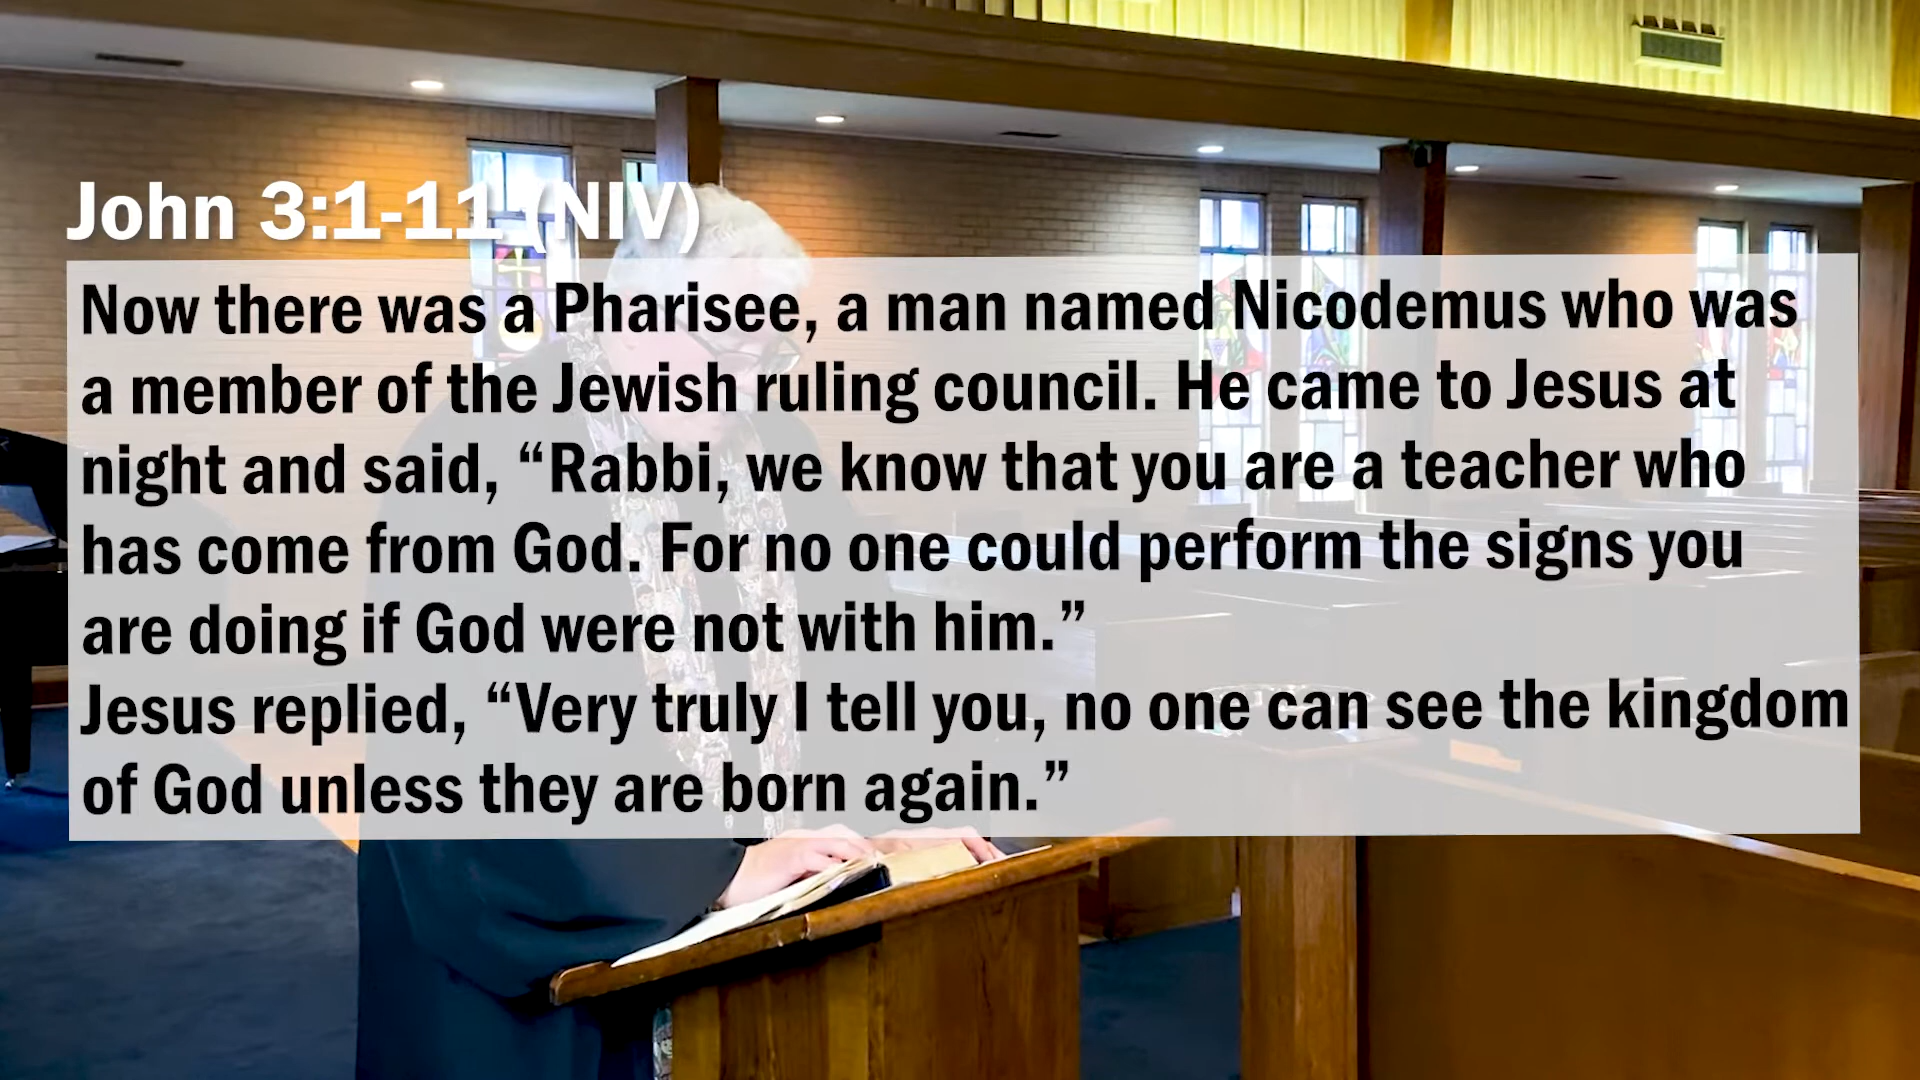 John 3:1-11 (NIV)
Now there was a Pharisee, a man named Nicodemus who was
a member of the Jewish ruling council. He came to Jesus at
night and said, “Rabbi, we know that you are a teacher who
has come from God. For no one could perform the signs you
are doing if God were not with him.”
Jesus replied, “Very truly I tell you, no one can see the kingdom
of God unless they are born again.”